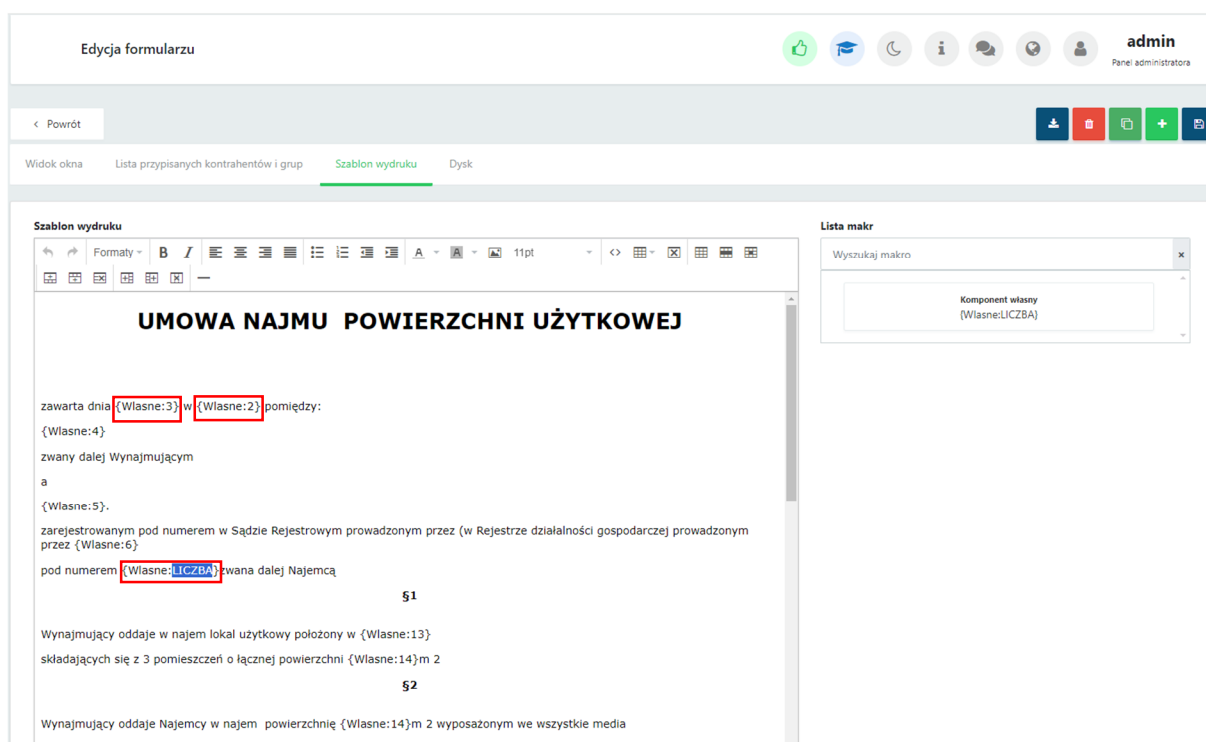 Edycja formularzu
admin
Panel administratora
Powrót
Widok okna
Lista przypisanych kontrahentów i grup
Szablon wydruku
Dysk
Szablon wydruku
Formaty
B I
A A
11pt
UMOWA NAJMU POWIERZCHNI UŻYTKOWEJ
zawarta dnia {Wlasne:3} w {Wlasne:2} pomiędzy:
{Wlasne:4}
zwany dalej Wynajmującym
a
{Wlasne:5}.
zarejestrowanym pod numerem w Sądzie Rejestrowym prowadzonym przez (w Rejestrze działalności gospodarczej prowadzonym
przez {Wlasne:6}
pod numerem {Wlasne:LICZBA}zwana dalej Najemcą
§1
Wynajmujący oddaje w najem lokal użytkowy położony w {Wlasne:13}
składających się z 3 pomieszczeń o łącznej powierzchni {Wlasne:14}m 2
§2
Wynajmujący oddaje Najemcy w najem powierzchnię {Wlasne:14}m 2 wyposażonym we wszystkie media
Lista makr
Wyszukaj makro
Komponent własny
{Wlasne:LICZBA}